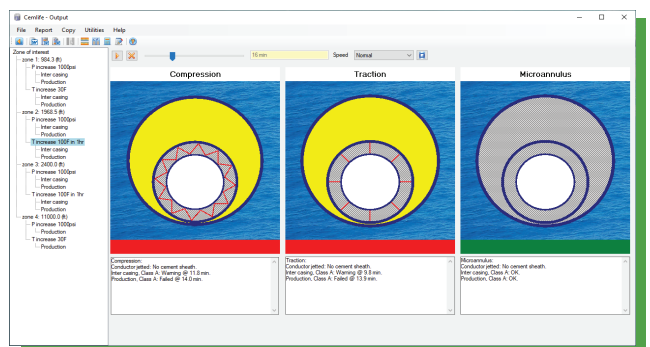 Cemlife - Output
File Report Copy Utilities Help
Zone of interest
zone 1: 984.3 (ft)
P increase 1000psi
Inter casing
Production
T increase 30F
Inter casing
Production
zone 2: 1968.5 (ft)
P increase 1000psi
Inter casing
Production
T increase 100F in 1hr
Inter casing
Production
zone 3: 2400.0 (ft)
P increase 1000psi
Inter casing
Production
T increase 100F in 1hr
Inter casing
Production
zone 4: 11000.0 (ft)
P increase 1000psi
Production
T increase 30F
Production
16 min
Speed Normal
Compression
Traction
Microannulus
Compression:
Conductor jetted: No cement sheath.
Inter casing, Class A: Warning @ 11.8 min.
Production, Class A: Failed @ 14.0 min.
Traction:
Conductor jetted: No cement sheath.
Inter casing, Class A: Warning @ 9.8 min.
Production, Class A: Failed @ 13.9 min.
Microannulus:
Conductor jetted: No cement sheath.
Inter casing, Class A: OK.
Production, Class A: OK.